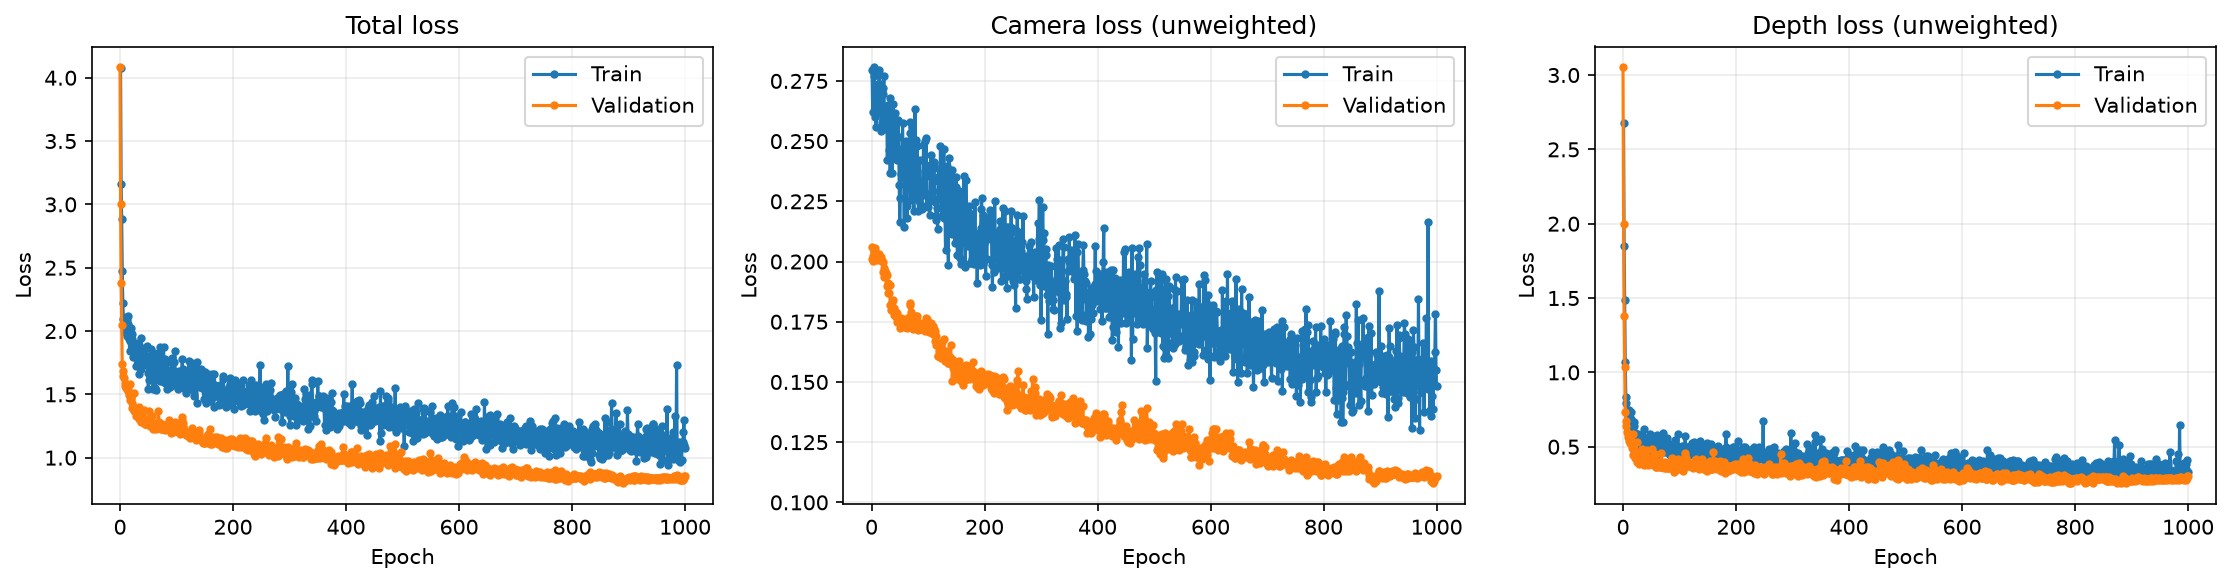 Total loss
4.0
3.5
3.0
2.5
2.0
1.5
1.0
Loss
0 200 400 600 800 1000
Epoch
Train
Validation
Camera loss (unweighted)
0.275
0.250
0.225
0.200
0.175
0.150
0.125
0.100
Loss
0 200 400 600 800 1000
Epoch
Train
Validation
Depth loss (unweighted)
3.0
2.5
2.0
1.5
1.0
0.5
Loss
0 200 400 600 800 1000
Epoch
Train
Validation